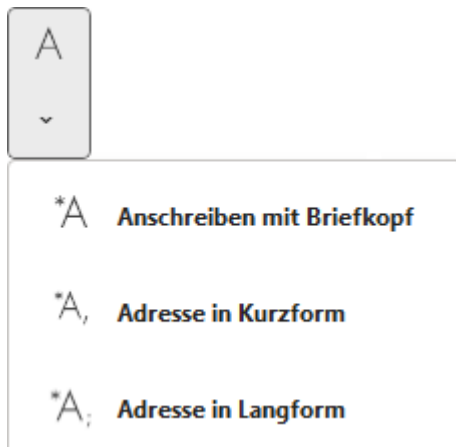 A
*A Anschreiben mit Briefkopf
*A, Adresse in Kurzform
*A; Adresse in Langform